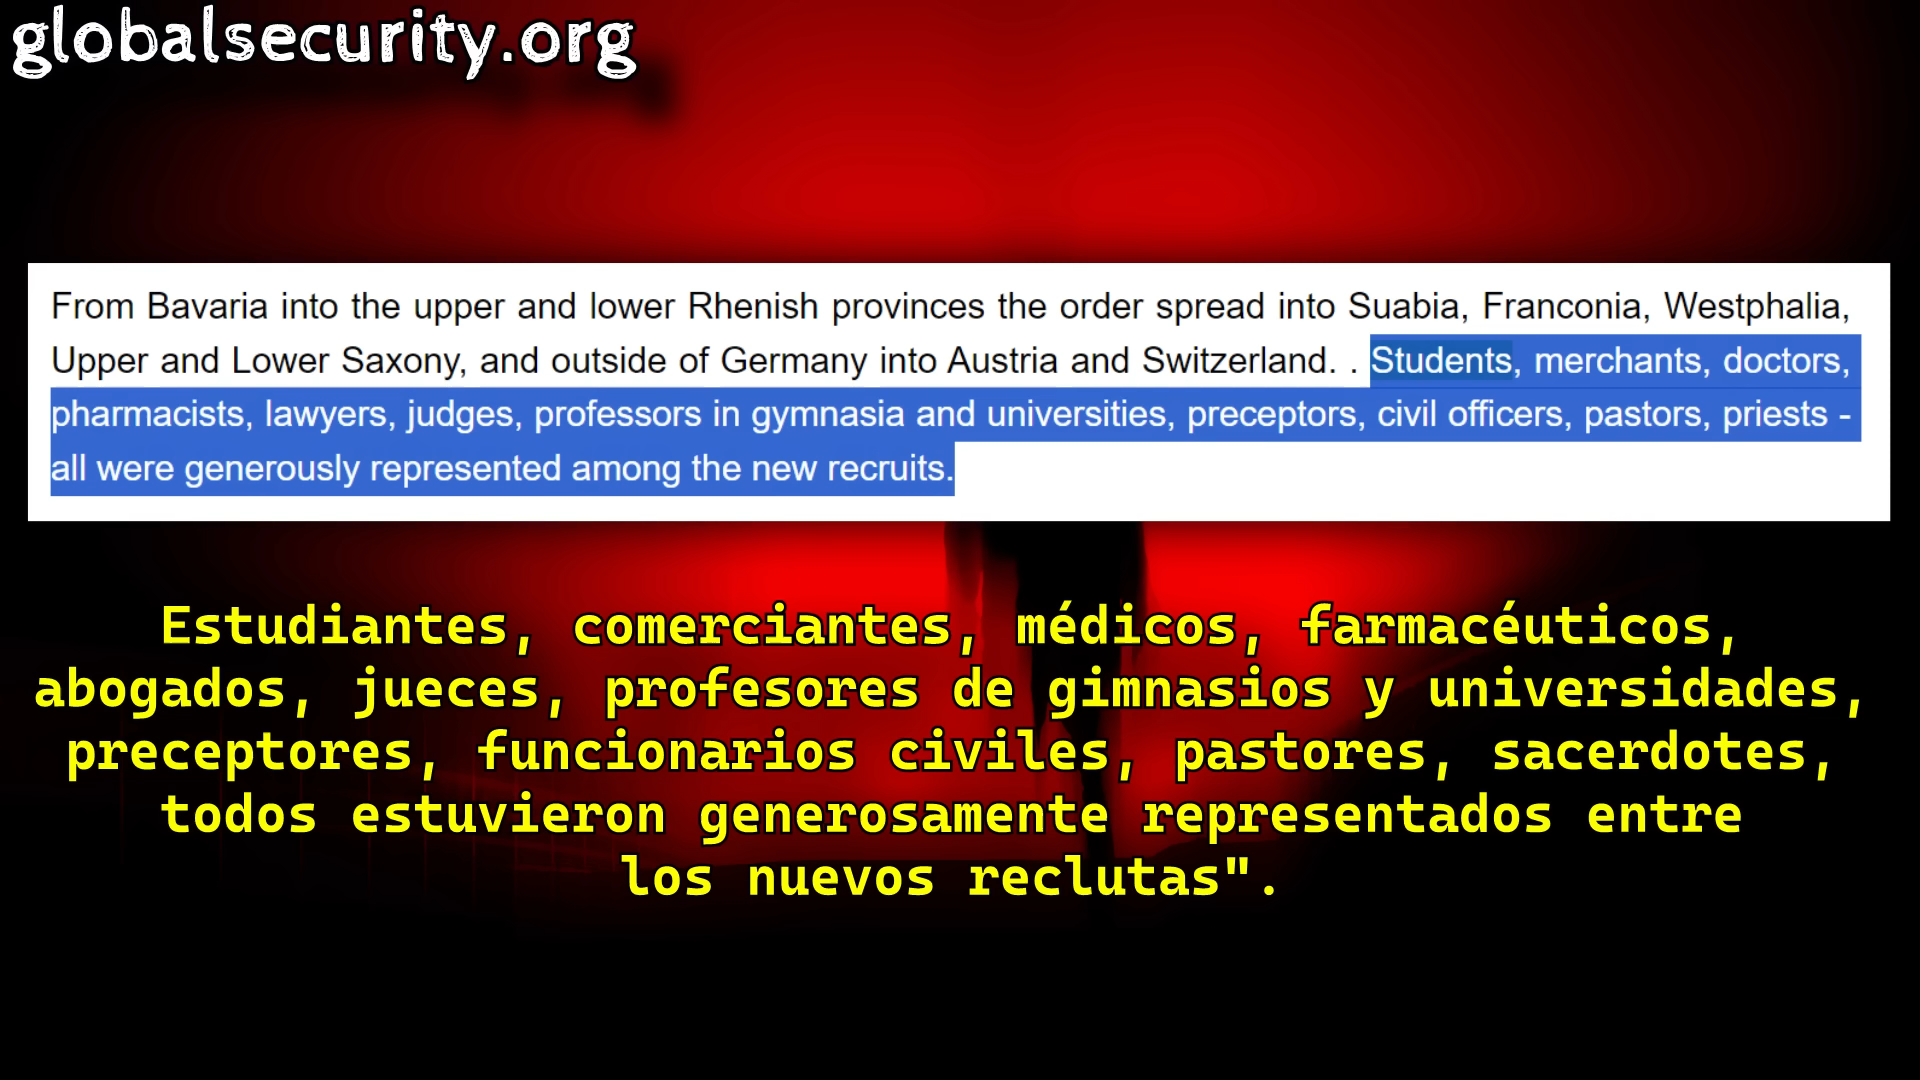 globalsecurity.org
From Bavaria into the upper and lower Rhenish provinces the order spread into Suabia, Franconia, Westphalia,
Upper and Lower Saxony, and outside of Germany into Austria and Switzerland. . Students, merchants, doctors,
pharmacists, lawyers, judges, professors in gymnasia and universities, preceptors, civil officers, pastors, priests -
all were generously represented among the new recruits.
Estudiantes, comerciantes, médicos, farmacéuticos,
abogados, jueces, profesores de gimnasios y universidades,
preceptores, funcionarios civiles, pastores, sacerdotes,
todos estuvieron generosamente representados entre
los nuevos reclutas".